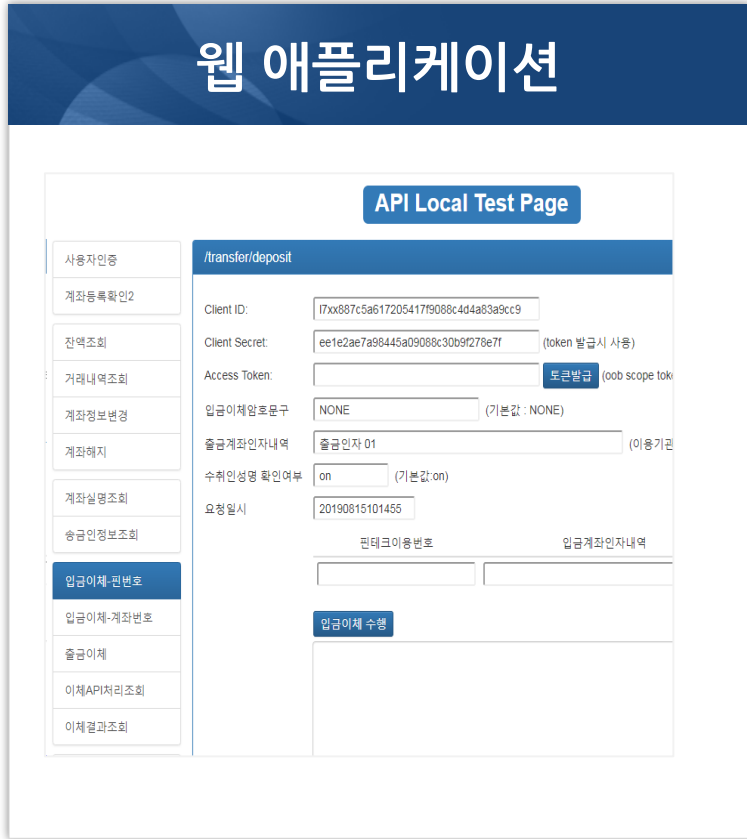 웹 애플리케이션
API Local Test Page
사용자인증
계좌등록확인2
잔액조회
거래내역조회
계좌정보변경
계좌해지
계좌실명조회
송금인정보조회
입금이체-핀번호
입금이체-계좌번호
출금이체
이체API처리조회
이체결과조회
/transfer/deposit
Client ID: l7xx887c5a617205417f9088c4d4a83a9cc9
Client Secret: ee1e2ae7a98445a09088c30b9f278e7f (token 발급시 사용)
Access Token: 토큰발급 (oob scope tok
입금이체암호문구 NONE (기본값 : NONE)
출금계좌인자내역 출금인자 01 (이용기관
수취인성명 확인여부 on (기본값:on)
요청일시 20190815101455
핀테크이용번호 입금계좌인자내역
입금이체 수행